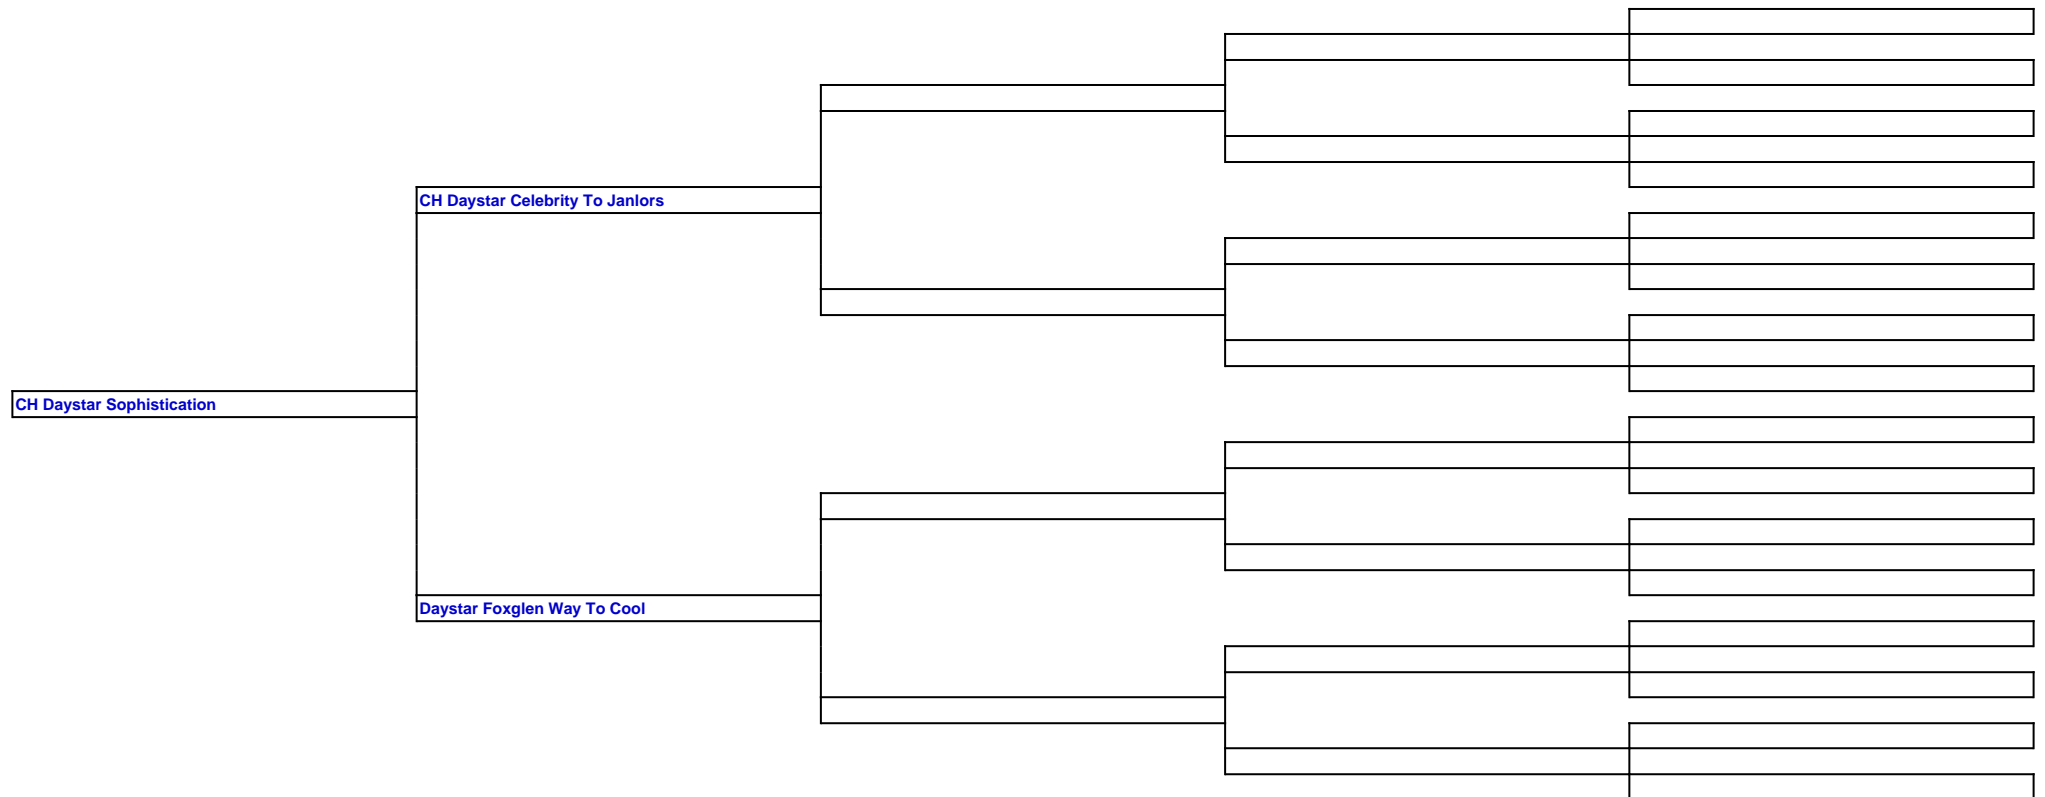 CH Daystar Celebrity To Janlors
CH Daystar Sophistication
Daystar Foxglen Way To Cool